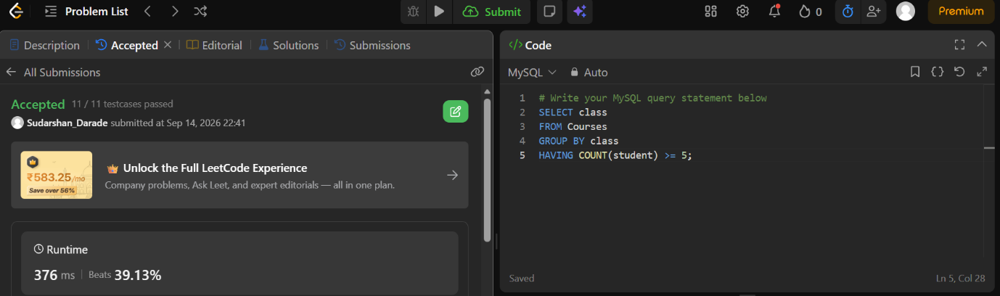 Problem List
Submit
0
Premium
Description
Accepted
Editorial
Solutions
Submissions
All Submissions
Accepted 11 / 11 testcases passed
Sudarshan_Darade submitted at Sep 14, 2026 22:41
₹583.25/mo
Save over 56%
Unlock the Full LeetCode Experience
Company problems, Ask Leet, and expert editorials — all in one plan.
Runtime
376 ms Beats 39.13%
</> Code
MySQL Auto
1 # Write your MySQL query statement below
2 SELECT class
3 FROM Courses
4 GROUP BY class
5 HAVING COUNT(student) >= 5;
Saved
Ln 5, Col 28